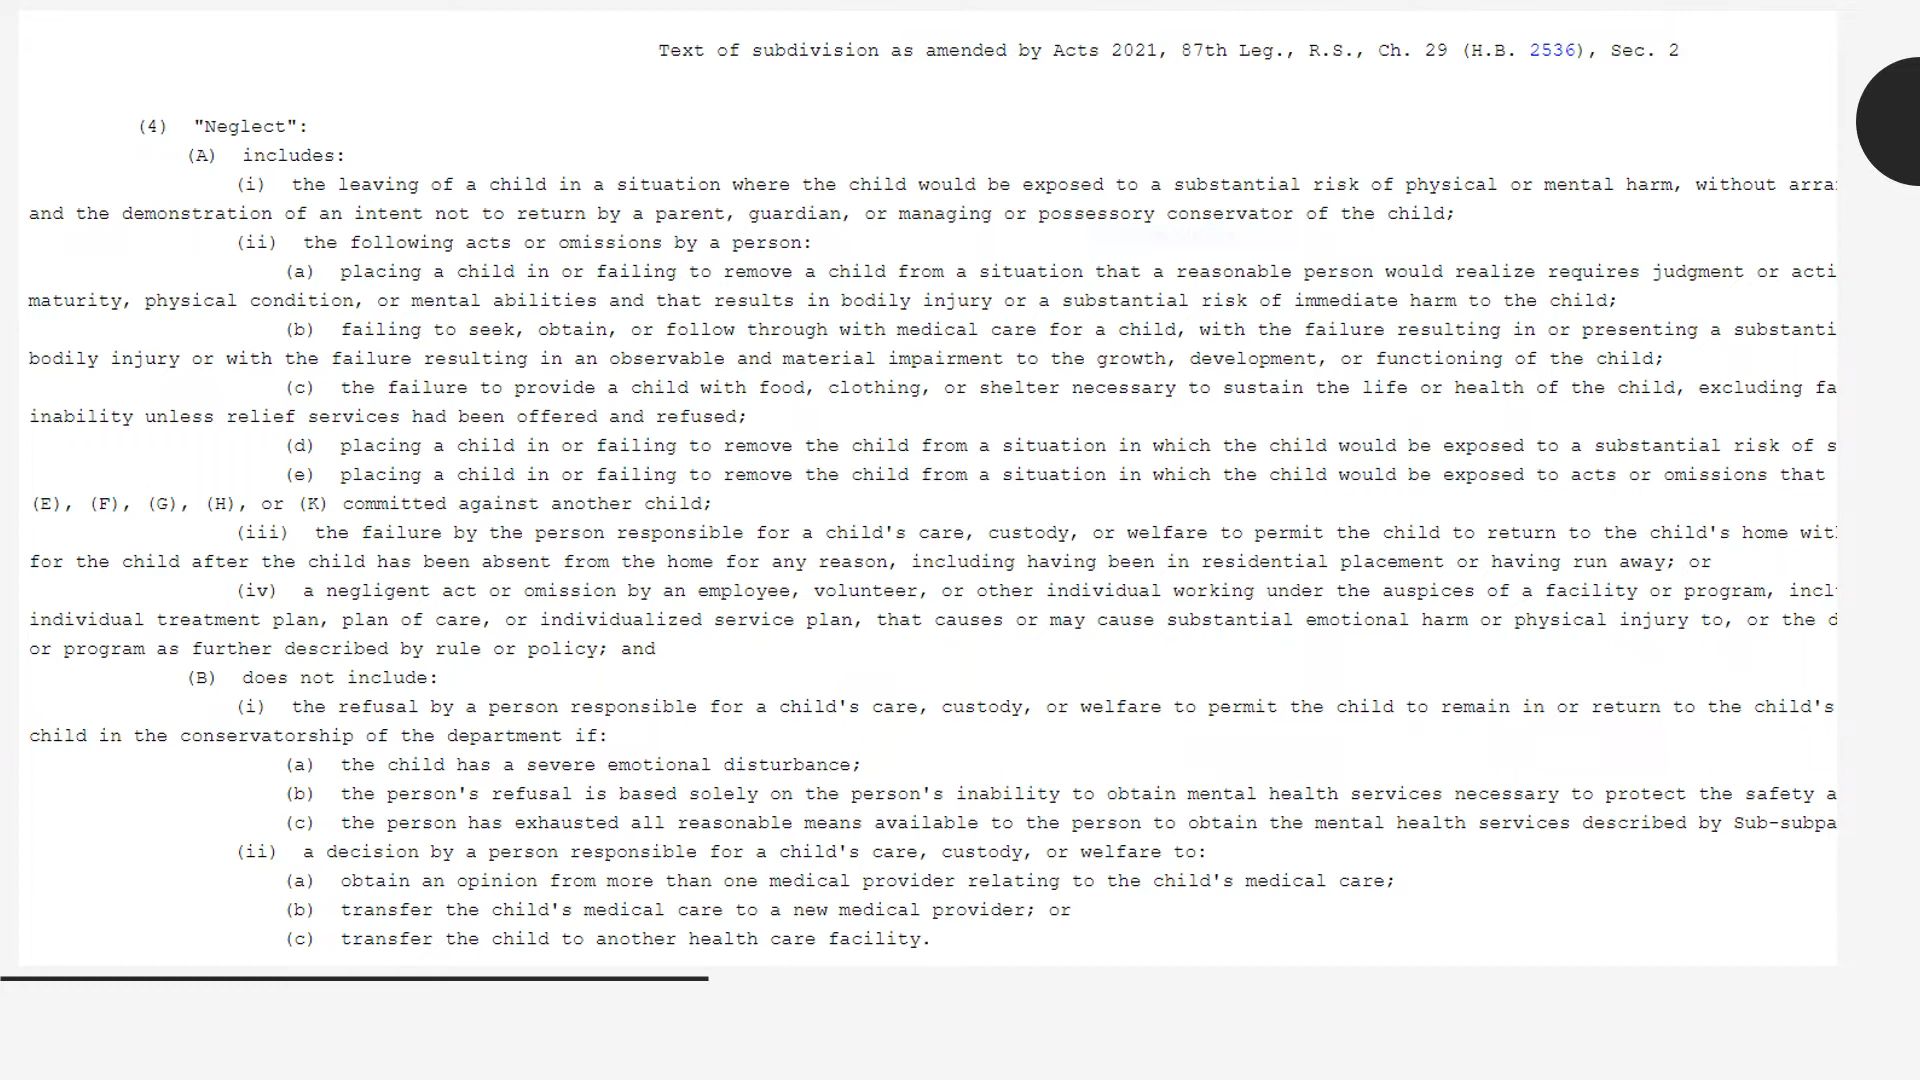 Text of subdivision as amended by Acts 2021, 87th Leg., R.S., Ch. 29 (H.B. 2536), Sec. 2
(4) "Neglect":
(A) includes:
(i) the leaving of a child in a situation where the child would be exposed to a substantial risk of physical or mental harm, without
and the demonstration of an intent not to return by a parent, guardian, or managing or possessory conservator of the child;
(ii) the following acts or omissions by a person:
(a) placing a child in or failing to remove a child from a situation that a reasonable person would realize requires judgment or acti
maturity, physical condition, or mental abilities and that results in bodily injury or a substantial risk of immediate harm to the child;
(b) failing to seek, obtain, or follow through with medical care for a child, with the failure resulting in or presenting a substanti
bodily injury or with the failure resulting in an observable and material impairment to the growth, development, or functioning of the child;
(c) the failure to provide a child with food, clothing, or shelter necessary to sustain the life or health of the child, excluding fa
inability unless relief services had been offered and refused;
(d) placing a child in or failing to remove the child from a situation in which the child would be exposed to a substantial risk of s
(e) placing a child in or failing to remove the child from a situation in which the child would be exposed to acts or omissions that
(E), (F), (G), (H), or (K) committed against another child;
(iii) the failure by the person responsible for a child's care, custody, or welfare to permit the child to return to the child's home
for the child after the child has been absent from the home for any reason, including having been in residential placement or having run away; or
(iv) a negligent act or omission by an employee, volunteer, or other individual working under the auspices of a facility or program,
individual treatment plan, plan of care, or individualized service plan, that causes or may cause substantial emotional harm or physical injury to, or the d
or program as further described by rule or policy; and
(B) does not include:
(i) the refusal by a person responsible for a child's care, custody, or welfare to permit the child to remain in or return to the child's
child in the conservatorship of the department if:
(a) the child has a severe emotional disturbance;
(b) the person's refusal is based solely on the person's inability to obtain mental health services necessary to protect the safety a
(c) the person has exhausted all reasonable means available to the person to obtain the mental health services described by Sub-subpa
(ii) a decision by a person responsible for a child's care, custody, or welfare to:
(a) obtain an opinion from more than one medical provider relating to the child's medical care;
(b) transfer the child's medical care to a new medical provider; or
(c) transfer the child to another health care facility.